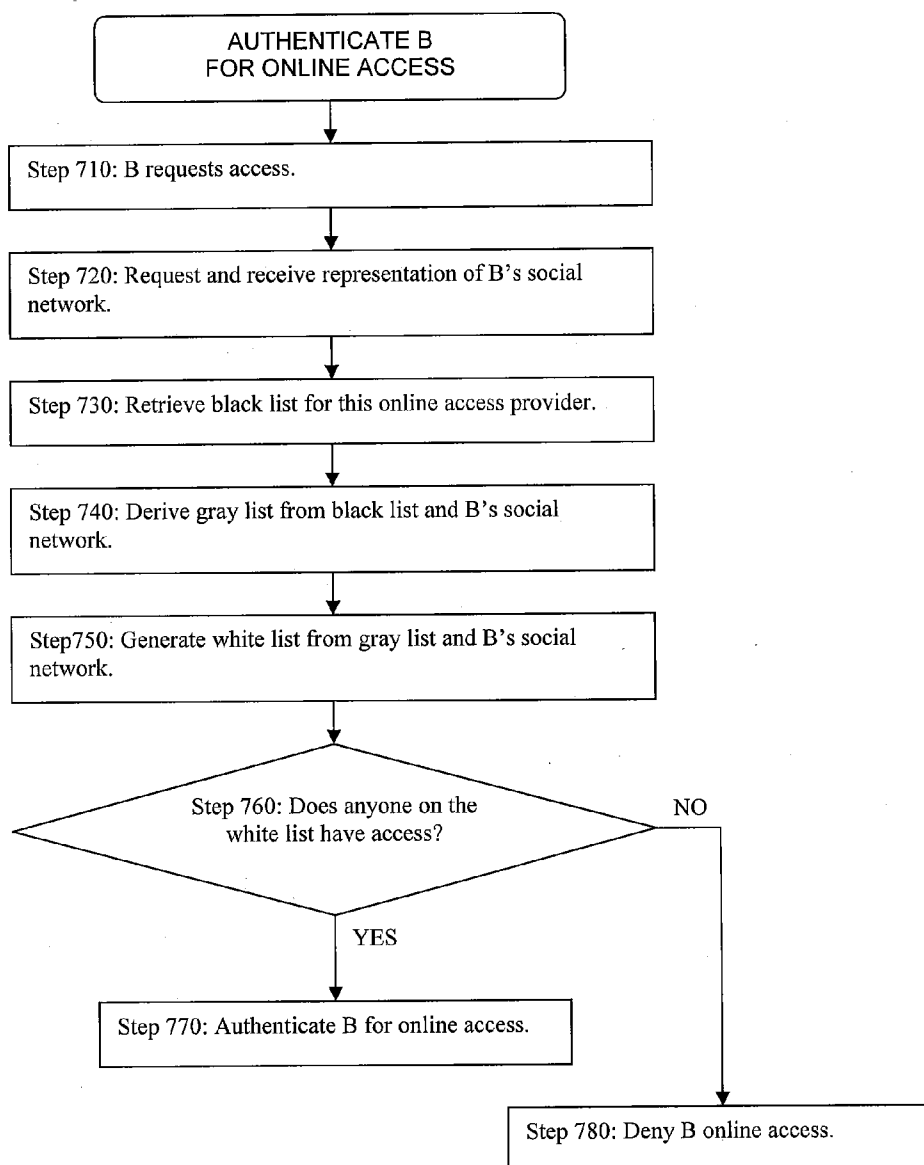 AUTHENTICATE B
FOR ONLINE ACCESS
Step 710: B requests access.
Step 720: Request and receive representation of B's social
network.
Step 730: Retrieve black list for this online access provider.
Step 740: Derive gray list from black list and B's social
network.
Step750: Generate white list from gray list and B's social
network.
Step 760: Does anyone on the
white list have access?
NO
YES
Step 770: Authenticate B for online access.
Step 780: Deny B online access.